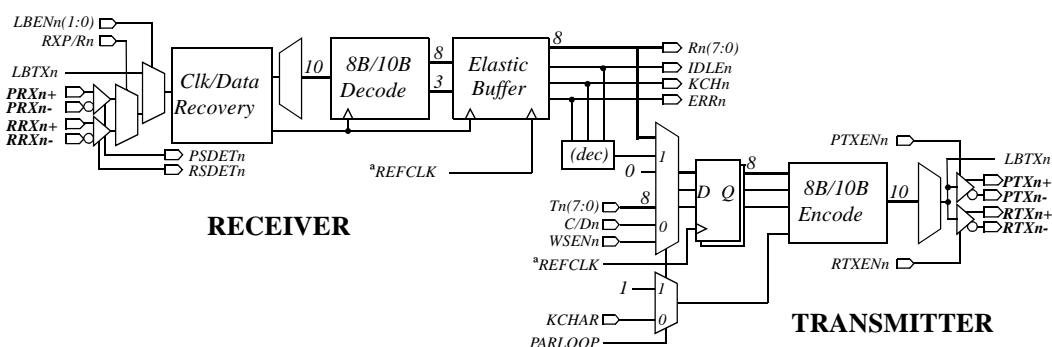 LBENn(1:0)
RXP/Rn
LBTXn
PRXn+
PRXn-
RRXn+
RRXn-
PSDETn
RSDETn
Clk/Data
Recovery
10
8B/10B
Decode
8
3
Elastic
Buffer
8
Rn(7:0)
IDLEn
KCHn
ERRn
(dec)
aREFCLK
RECEIVER
1
0
Tn(7:0)
8
C/Dn
WSENn
0
aREFCLK
D Q
8
8B/10B
Encode
10
PTXENn
LBTXn
PTXn+
PTXn-
RTXn+
RTXn-
RTXENn
1
1
KCHAR
0
PARLOOP
TRANSMITTER